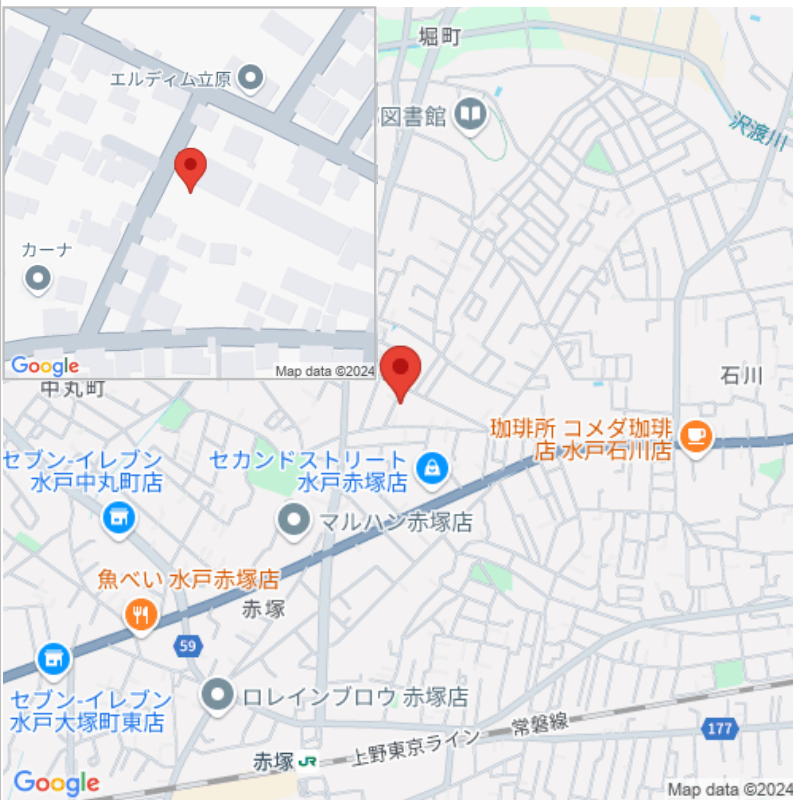 エルディム立原
カーナ
Google
Map data ©2024
堀町
図書館
沢渡川
中丸町
石川
珈琲所 コメダ珈琲
店 水戸石川店
セブン-イレブン
水戸中丸町店
セカンドストリート
水戸赤塚店
マルハン赤塚店
魚べい 水戸赤塚店
赤塚
59
セブン-イレブン
水戸大塚町東店
ロレインブロウ 赤塚店
177
常磐線
上野東京ライン
赤塚 JR
Google
Map data ©2024